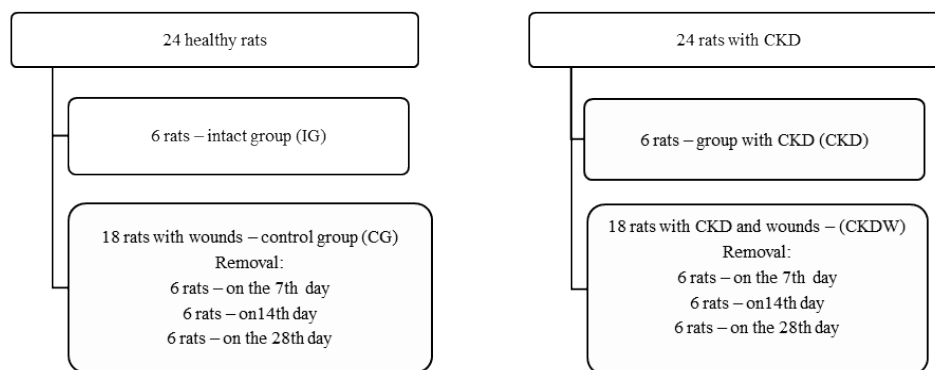 24 healthy rats
6 rats – intact group (IG)
18 rats with wounds – control group (CG)
Removal:
6 rats – on the 7th day
6 rats – on14th day
6 rats – on the 28th day
24 rats with CKD
6 rats – group with CKD (CKD)
18 rats with CKD and wounds – (CKDW)
Removal:
6 rats – on the 7th day
6 rats – on14th day
6 rats – on the 28th day